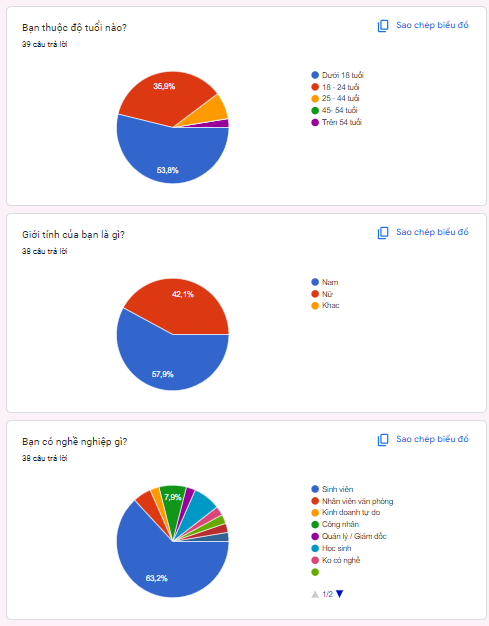 Bạn thuộc độ tuổi nào?
Sao chép biểu đồ
39 câu trả lời
35,9%
53,8%
Dưới 18 tuổi
18 - 24 tuổi
25 - 44 tuổi
45- 54 tuổi
Trên 54 tuổi
Giới tính của bạn là gì?
Sao chép biểu đồ
38 câu trả lời
42,1%
57,9%
Nam
Nữ
Khac
Bạn có nghề nghiệp gì?
Sao chép biểu đồ
38 câu trả lời
7,9%
63,2%
Sinh viên
Nhân viên văn phòng
Kinh doanh tự do
Công nhân
Quản lý / Giám đốc
Học sinh
Ko có nghề
1/2